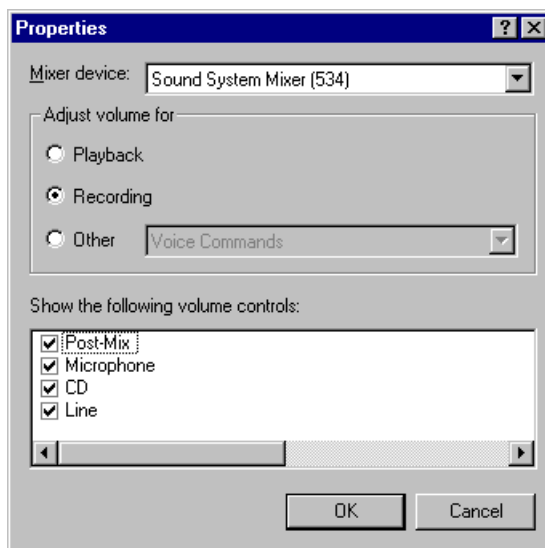 Properties
Mixer device: Sound System Mixer (534)
Adjust volume for
Playback
Recording
Other Voice Commands
Show the following volume controls:
Post-Mix
Microphone
CD
Line
OK Cancel